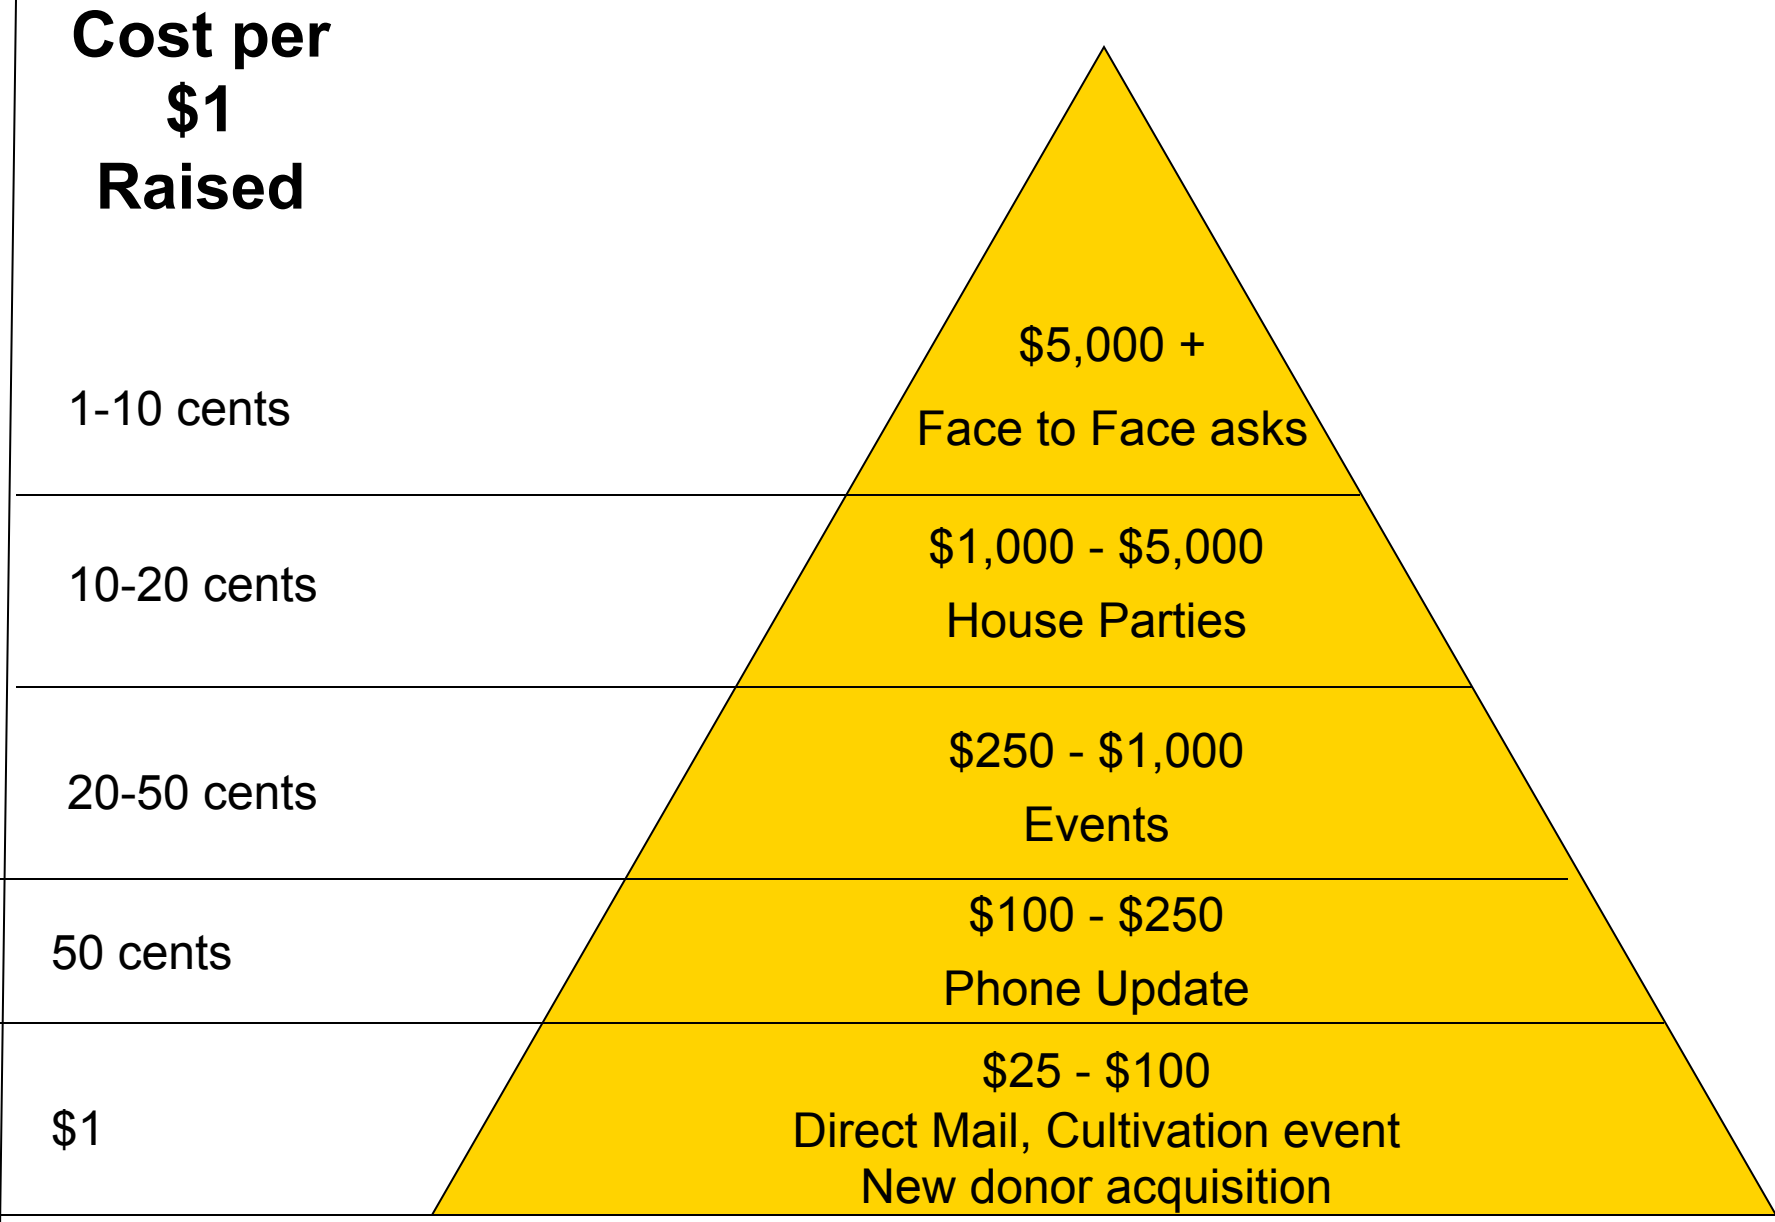 Cost per
$1
Raised
$5,000 +
1-10 cents
Face to Face asks
$1,000 - $5,000
10-20 cents
House Parties
$250 - $1,000
20-50 cents
Events
$100 - $250
50 cents
Phone Update
$25 - $100
$1
Direct Mail, Cultivation event
New donor acquisition